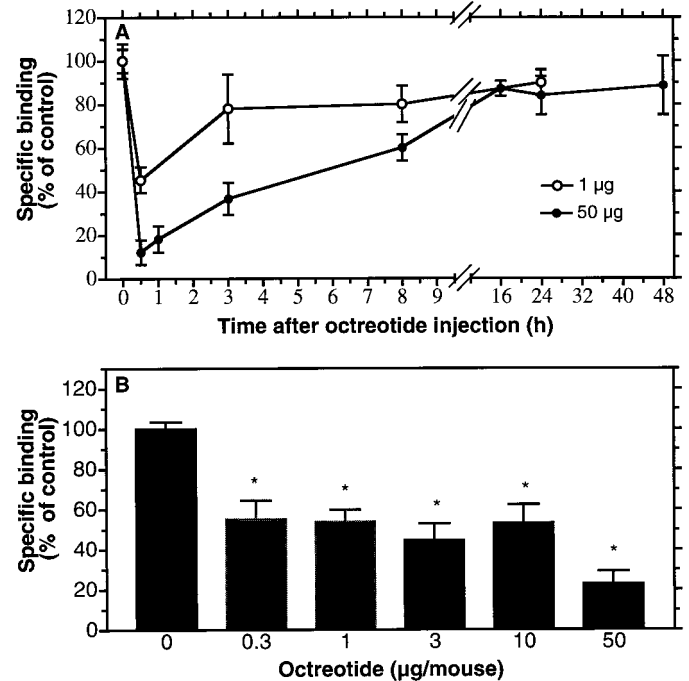 A
120
100
80
60
40
20
0
Specific binding
(% of control)
1 µg
50 µg
0 1 2 3 4 5 6 7 8 9 16 24 32 40 48
Time after octreotide injection (h)
B
120
100
80
60
40
20
0
Specific binding
(% of control)
* * * * *
0 0.3 1 3 10 50
Octreotide (µg/mouse)